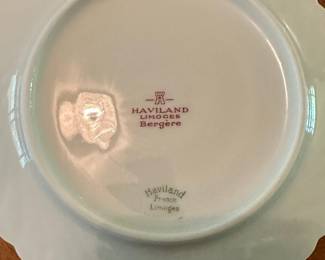 HAVILAND
LIMOGES
Bergère
Haviland
France
Limoges